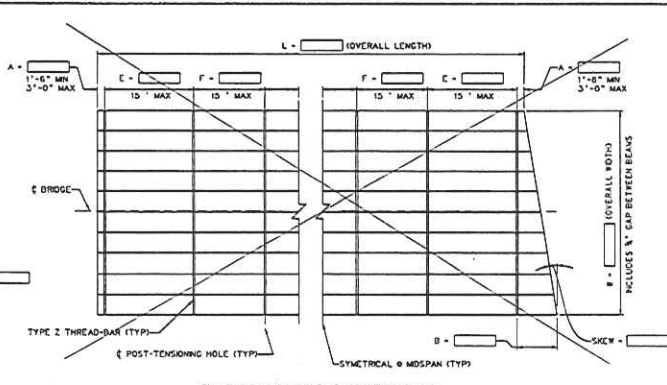 L = (OVERALL LENGTH)
A =
1'-6" MIN
3'-0" MAX
E =
F =
F =
E =
A =
1'-6" MIN
3'-0" MAX
15 ' MAX
15 ' MAX
15 ' MAX
15 ' MAX
℄ BRIDGE
W = (OVERALL WIDTH)
INCLUDES ¾" GAP BETWEEN BEAMS
TYPE 2 THREAD-BAR (TYP)
℄ POST-TENSIONING HOLE (TYP)
SYMETRICAL @ MIDSPAN (TYP)
B =
SKEW =